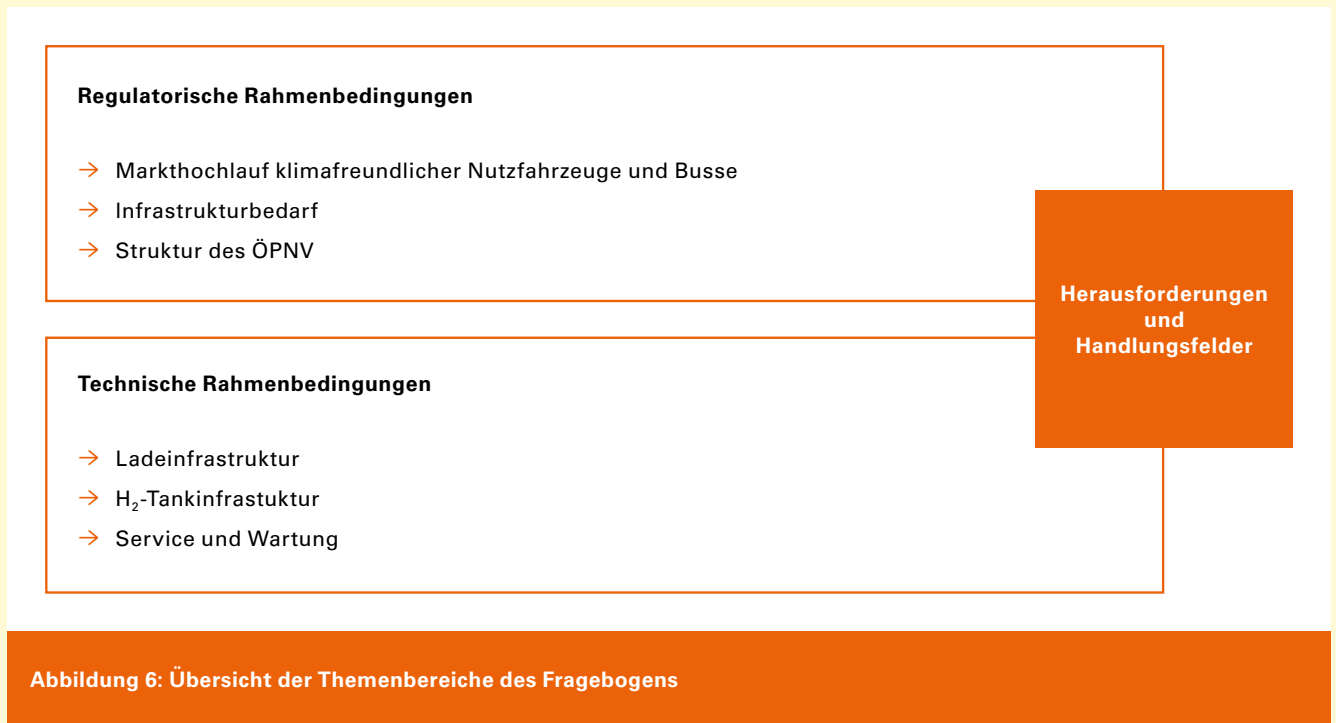 Regulatorische Rahmenbedingungen
→ Markthochlauf klimafreundlicher Nutzfahrzeuge und Busse
→ Infrastrukturbedarf
→ Struktur des ÖPNV
Herausforderungen
und
Handlungsfelder
Technische Rahmenbedingungen
→ Ladeinfrastruktur
→ H₂-Tankinfrastuktur
→ Service und Wartung
Abbildung 6: Übersicht der Themenbereiche des Fragebogens